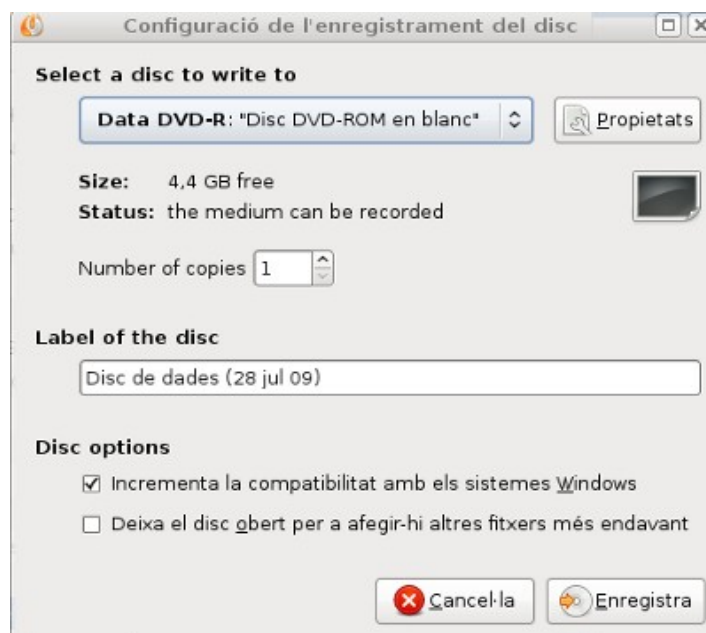 Configuració de l'enregistrament del disc
Select a disc to write to
Data DVD-R: "Disc DVD-ROM en blanc" Propietats
Size: 4,4 GB free
Status: the medium can be recorded
Number of copies 1
Label of the disc
Disc de dades (28 jul 09)
Disc options
Incrementa la compatibilitat amb els sistemes Windows
Deixa el disc obert per a afegir-hi altres fitxers més endavant
Cancel·la Enregistra